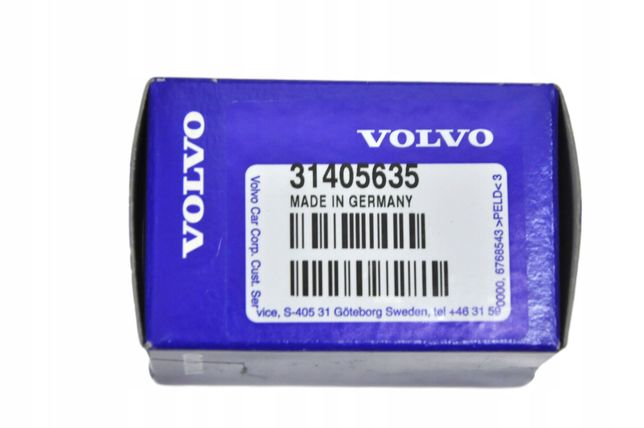 VOLVO
VOLVO
31405635
MADE IN GERMANY
Volvo Car Corp. Cust. Ser
vice, S-405 31 Göteborg Sweden, tel +46 31 59
0000, 6768543 >PELD< 3